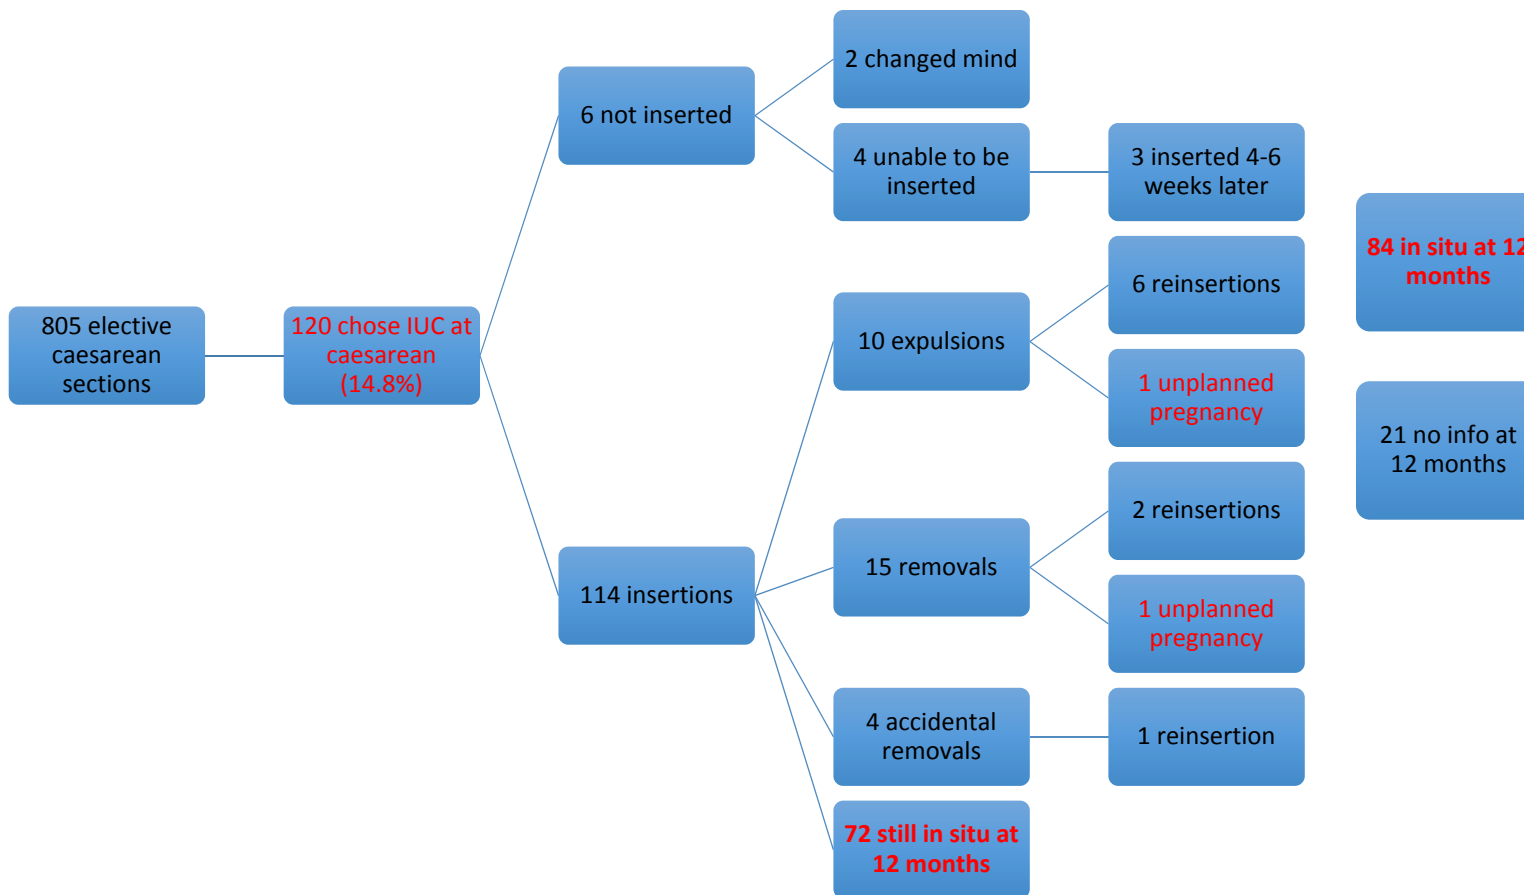 805 elective
caesarean
sections
120 chose IUC at
caesarean
(14.8%)
6 not inserted
2 changed mind
4 unable to be
inserted
3 inserted 4-6
weeks later
114 insertions
10 expulsions
6 reinsertions
1 unplanned
pregnancy
15 removals
2 reinsertions
1 unplanned
pregnancy
4 accidental
removals
1 reinsertion
72 still in situ at
12 months
84 in situ at 12
months
21 no info at
12 months